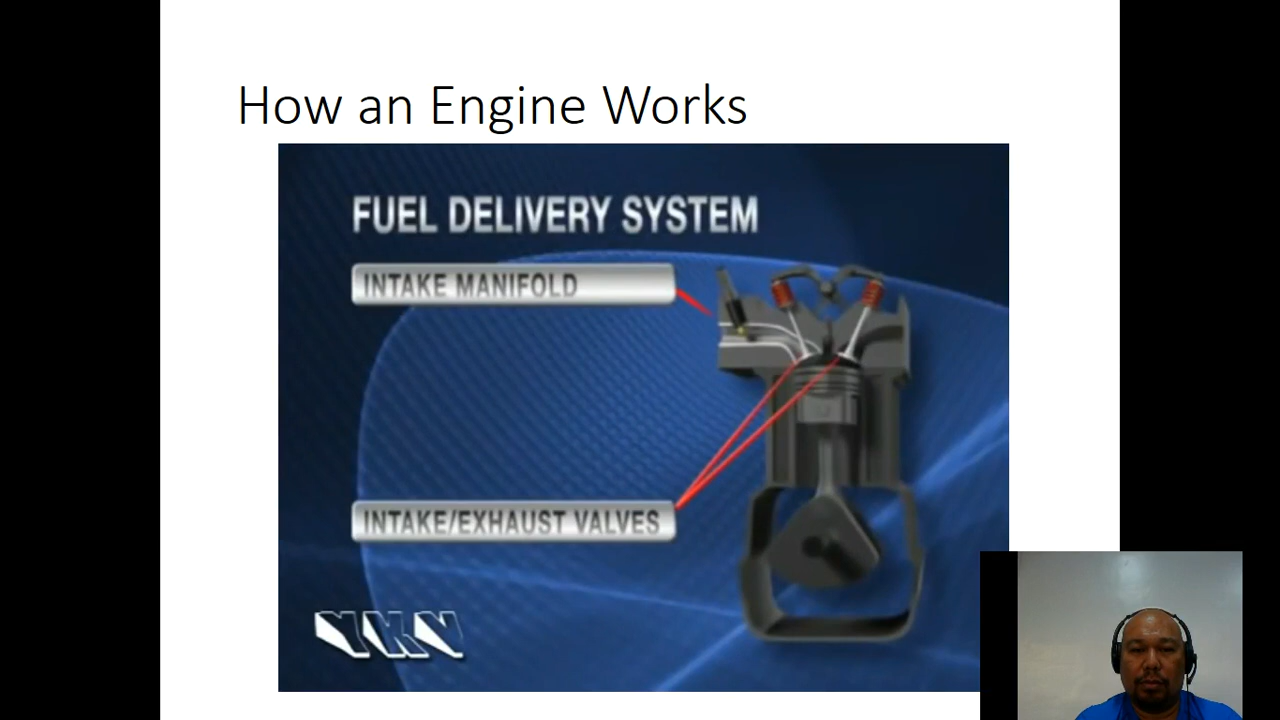 How an Engine Works
FUEL DELIVERY SYSTEM
INTAKE MANIFOLD
INTAKE/EXHAUST VALVES